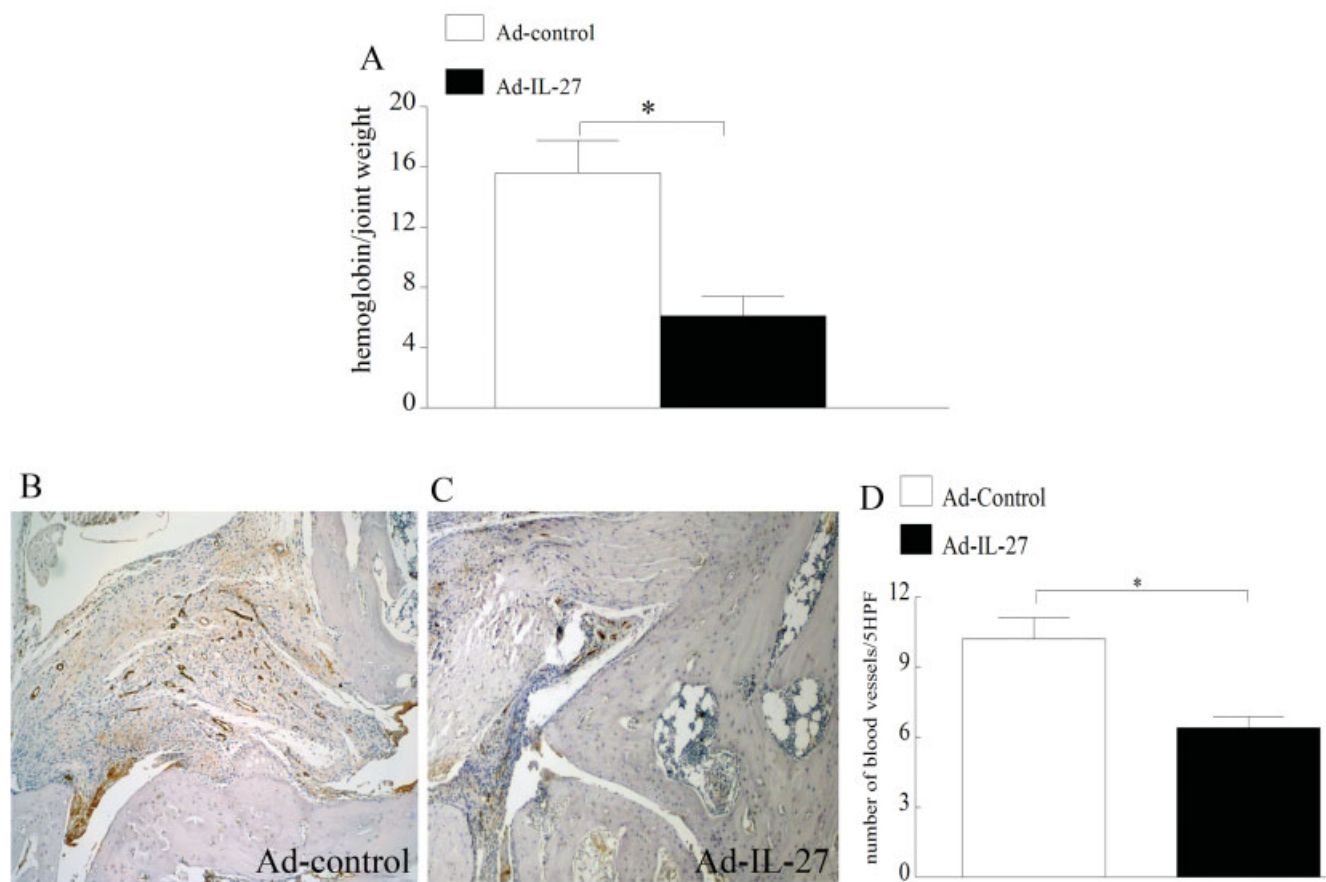 Ad-control
A
Ad-IL-27
hemoglobin/joint weight
20
16
12
8
4
0
*
B
C
D
Ad-Control
Ad-IL-27
Ad-control
Ad-IL-27
number of blood vessels/5HPF
12
9
6
3
0
*